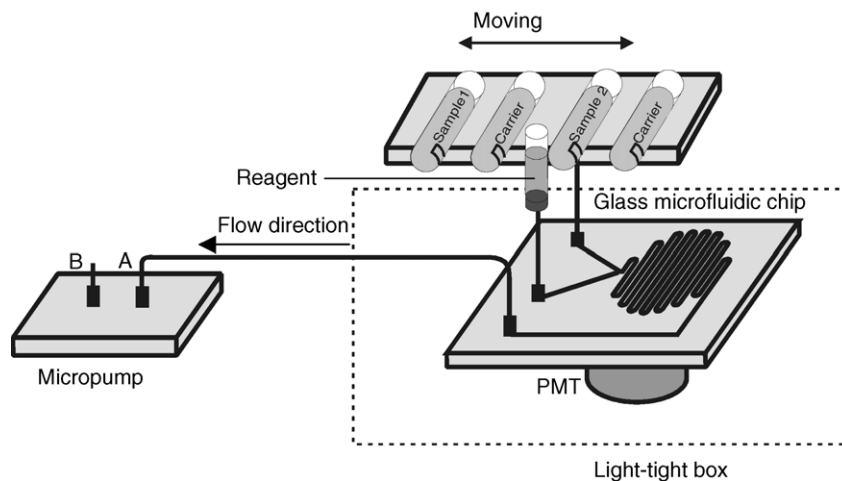 Moving
Sample1
Carrier
Sample 2
Carrier
Reagent
Glass microfluidic chip
Flow direction
B
A
Micropump
PMT
Light-tight box